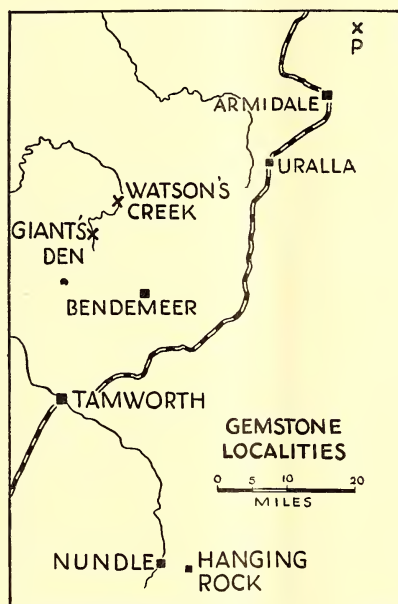 P
ARMIDALE
URALLA
WATSON'S
CREEK
GIANT'S
DEN
BENDEMEER
TAMWORTH
GEMSTONE
LOCALITIES
0 5 10 20
MILES
NUNDLE
HANGING
ROCK